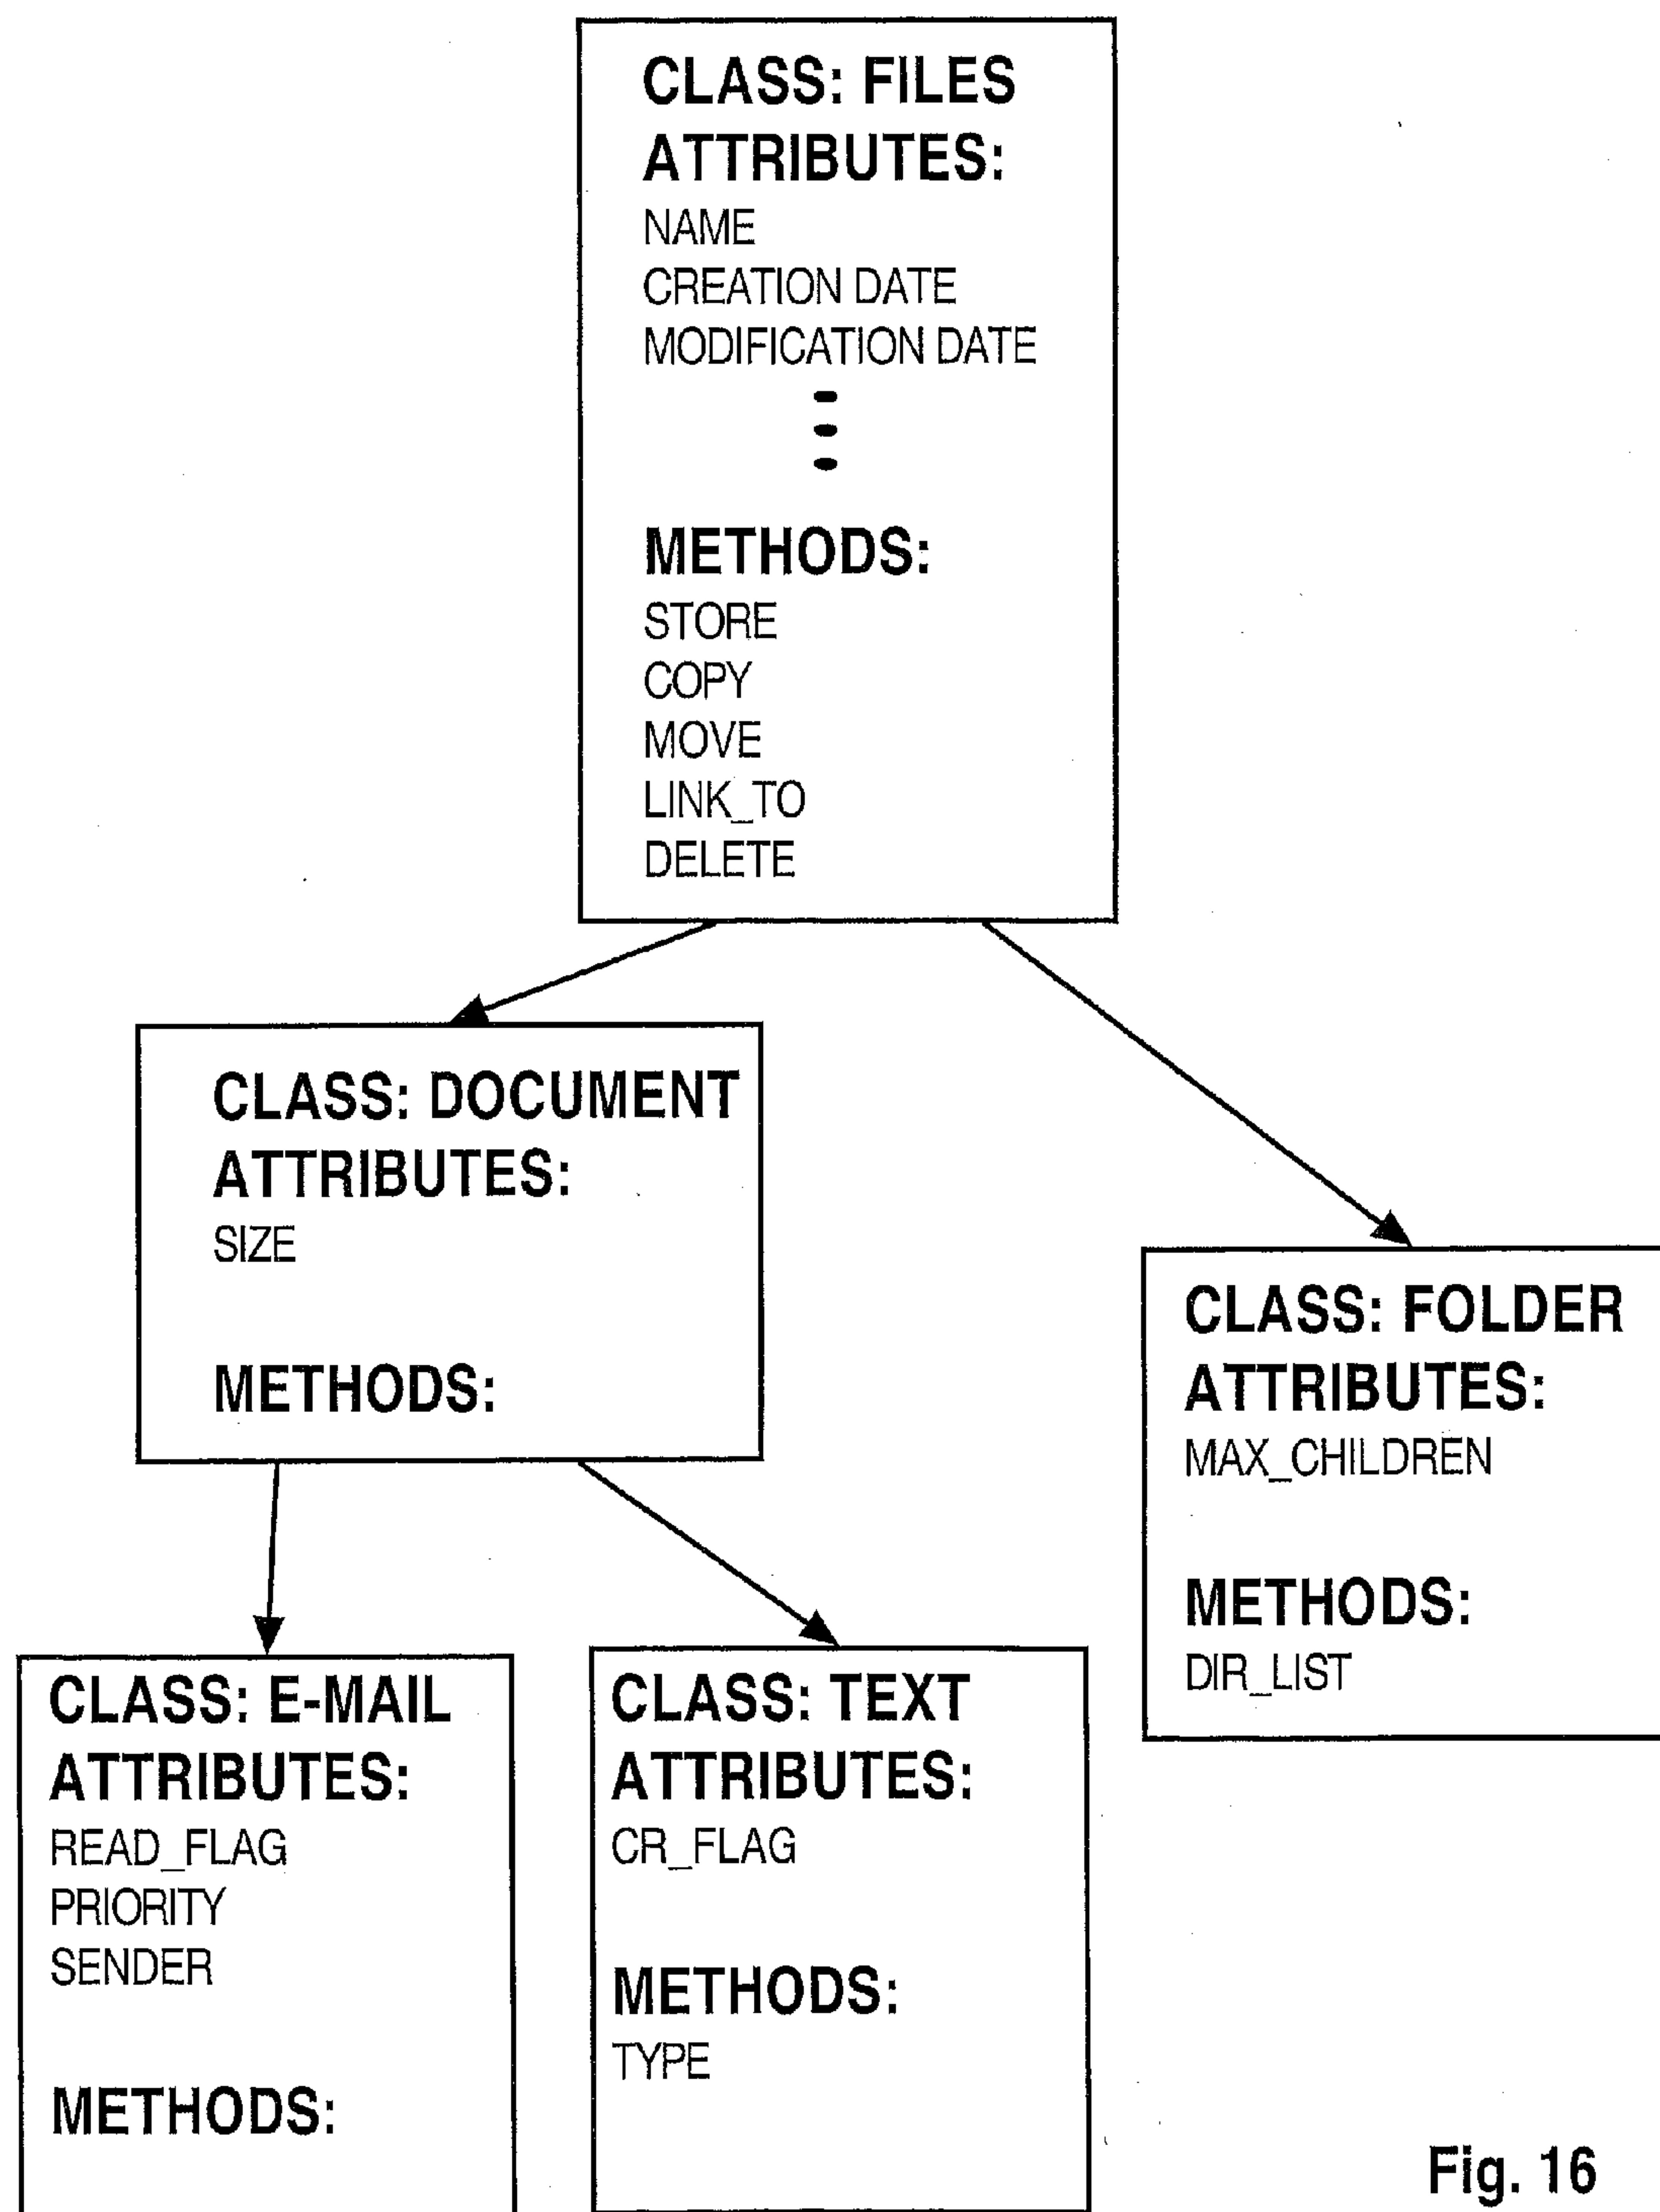 CLASS: FILES
ATTRIBUTES:
NAME
CREATION DATE
MODIFICATION DATE
METHODS:
STORE
COPY
MOVE
LINK_TO
DELETE
CLASS: DOCUMENT
ATTRIBUTES:
SIZE
METHODS:
CLASS: FOLDER
ATTRIBUTES:
MAX_CHILDREN
METHODS:
DIR_LIST
CLASS: E-MAIL
ATTRIBUTES:
READ_FLAG
PRIORITY
SENDER
METHODS:
CLASS: TEXT
ATTRIBUTES:
CR_FLAG
METHODS:
TYPE
Fig. 16